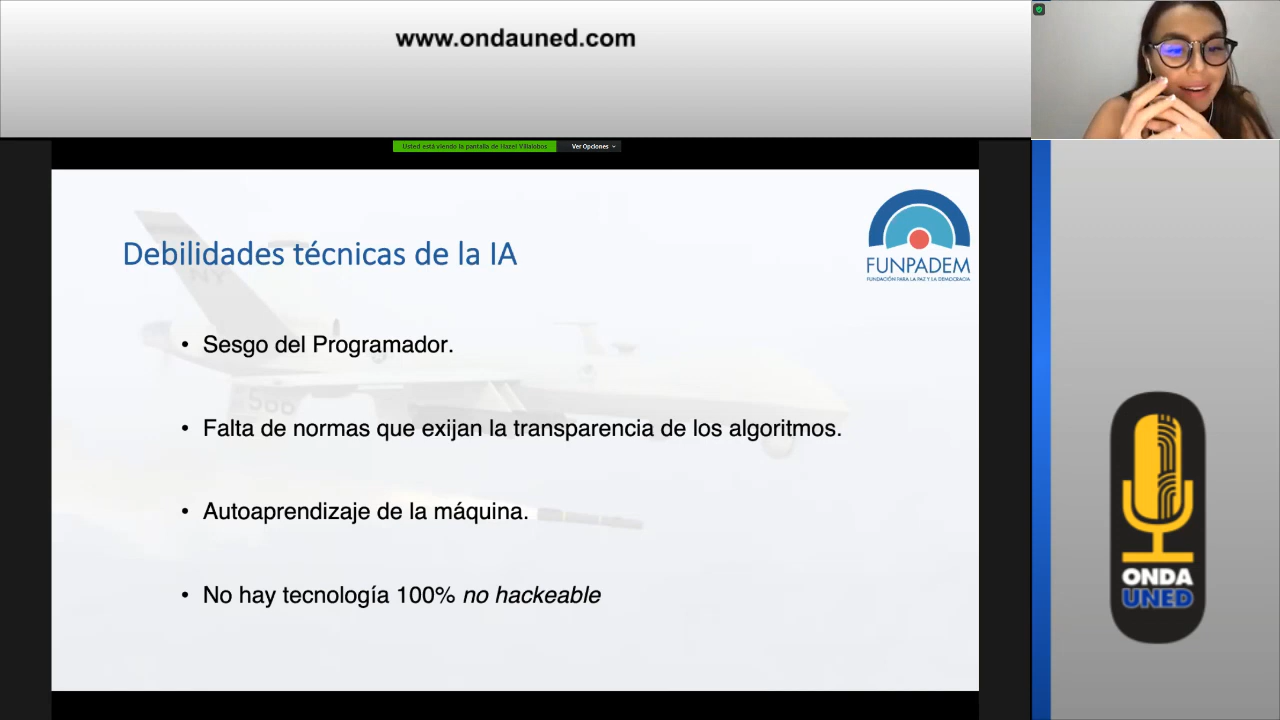 www.ondauned.com
Usted está viendo la pantalla de Hazel Villalobos
Ver Opciones
FUNPADEM
FUNDACIÓN PARA LA PAZ Y LA DEMOCRACIA
Debilidades técnicas de la IA
NY
• Sesgo del Programador.
• Falta de normas que exijan la transparencia de los algoritmos.
• Autoaprendizaje de la máquina.
• No hay tecnología 100% no hackeable
ONDA
UNED